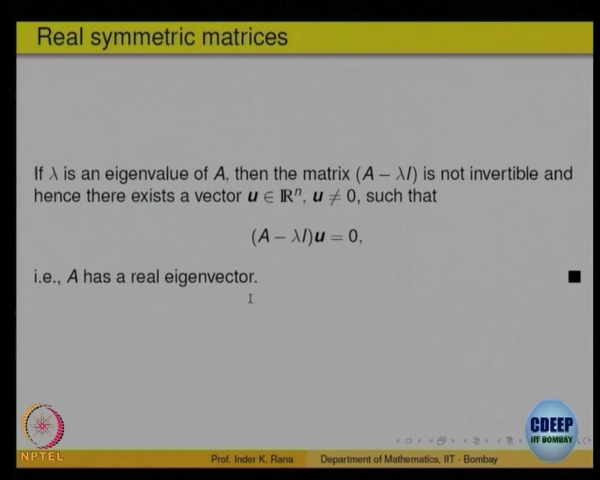 Real symmetric matrices
If λ is an eigenvalue of A, then the matrix (A − λI) is not invertible and
hence there exists a vector u ∈ ℝⁿ, u ≠ 0, such that
(A − λI)u = 0,
i.e., A has a real eigenvector.
NPTEL
CDEEP
IIT BOMBAY
Prof. Inder K. Rana Department of Mathematics, IIT - Bombay